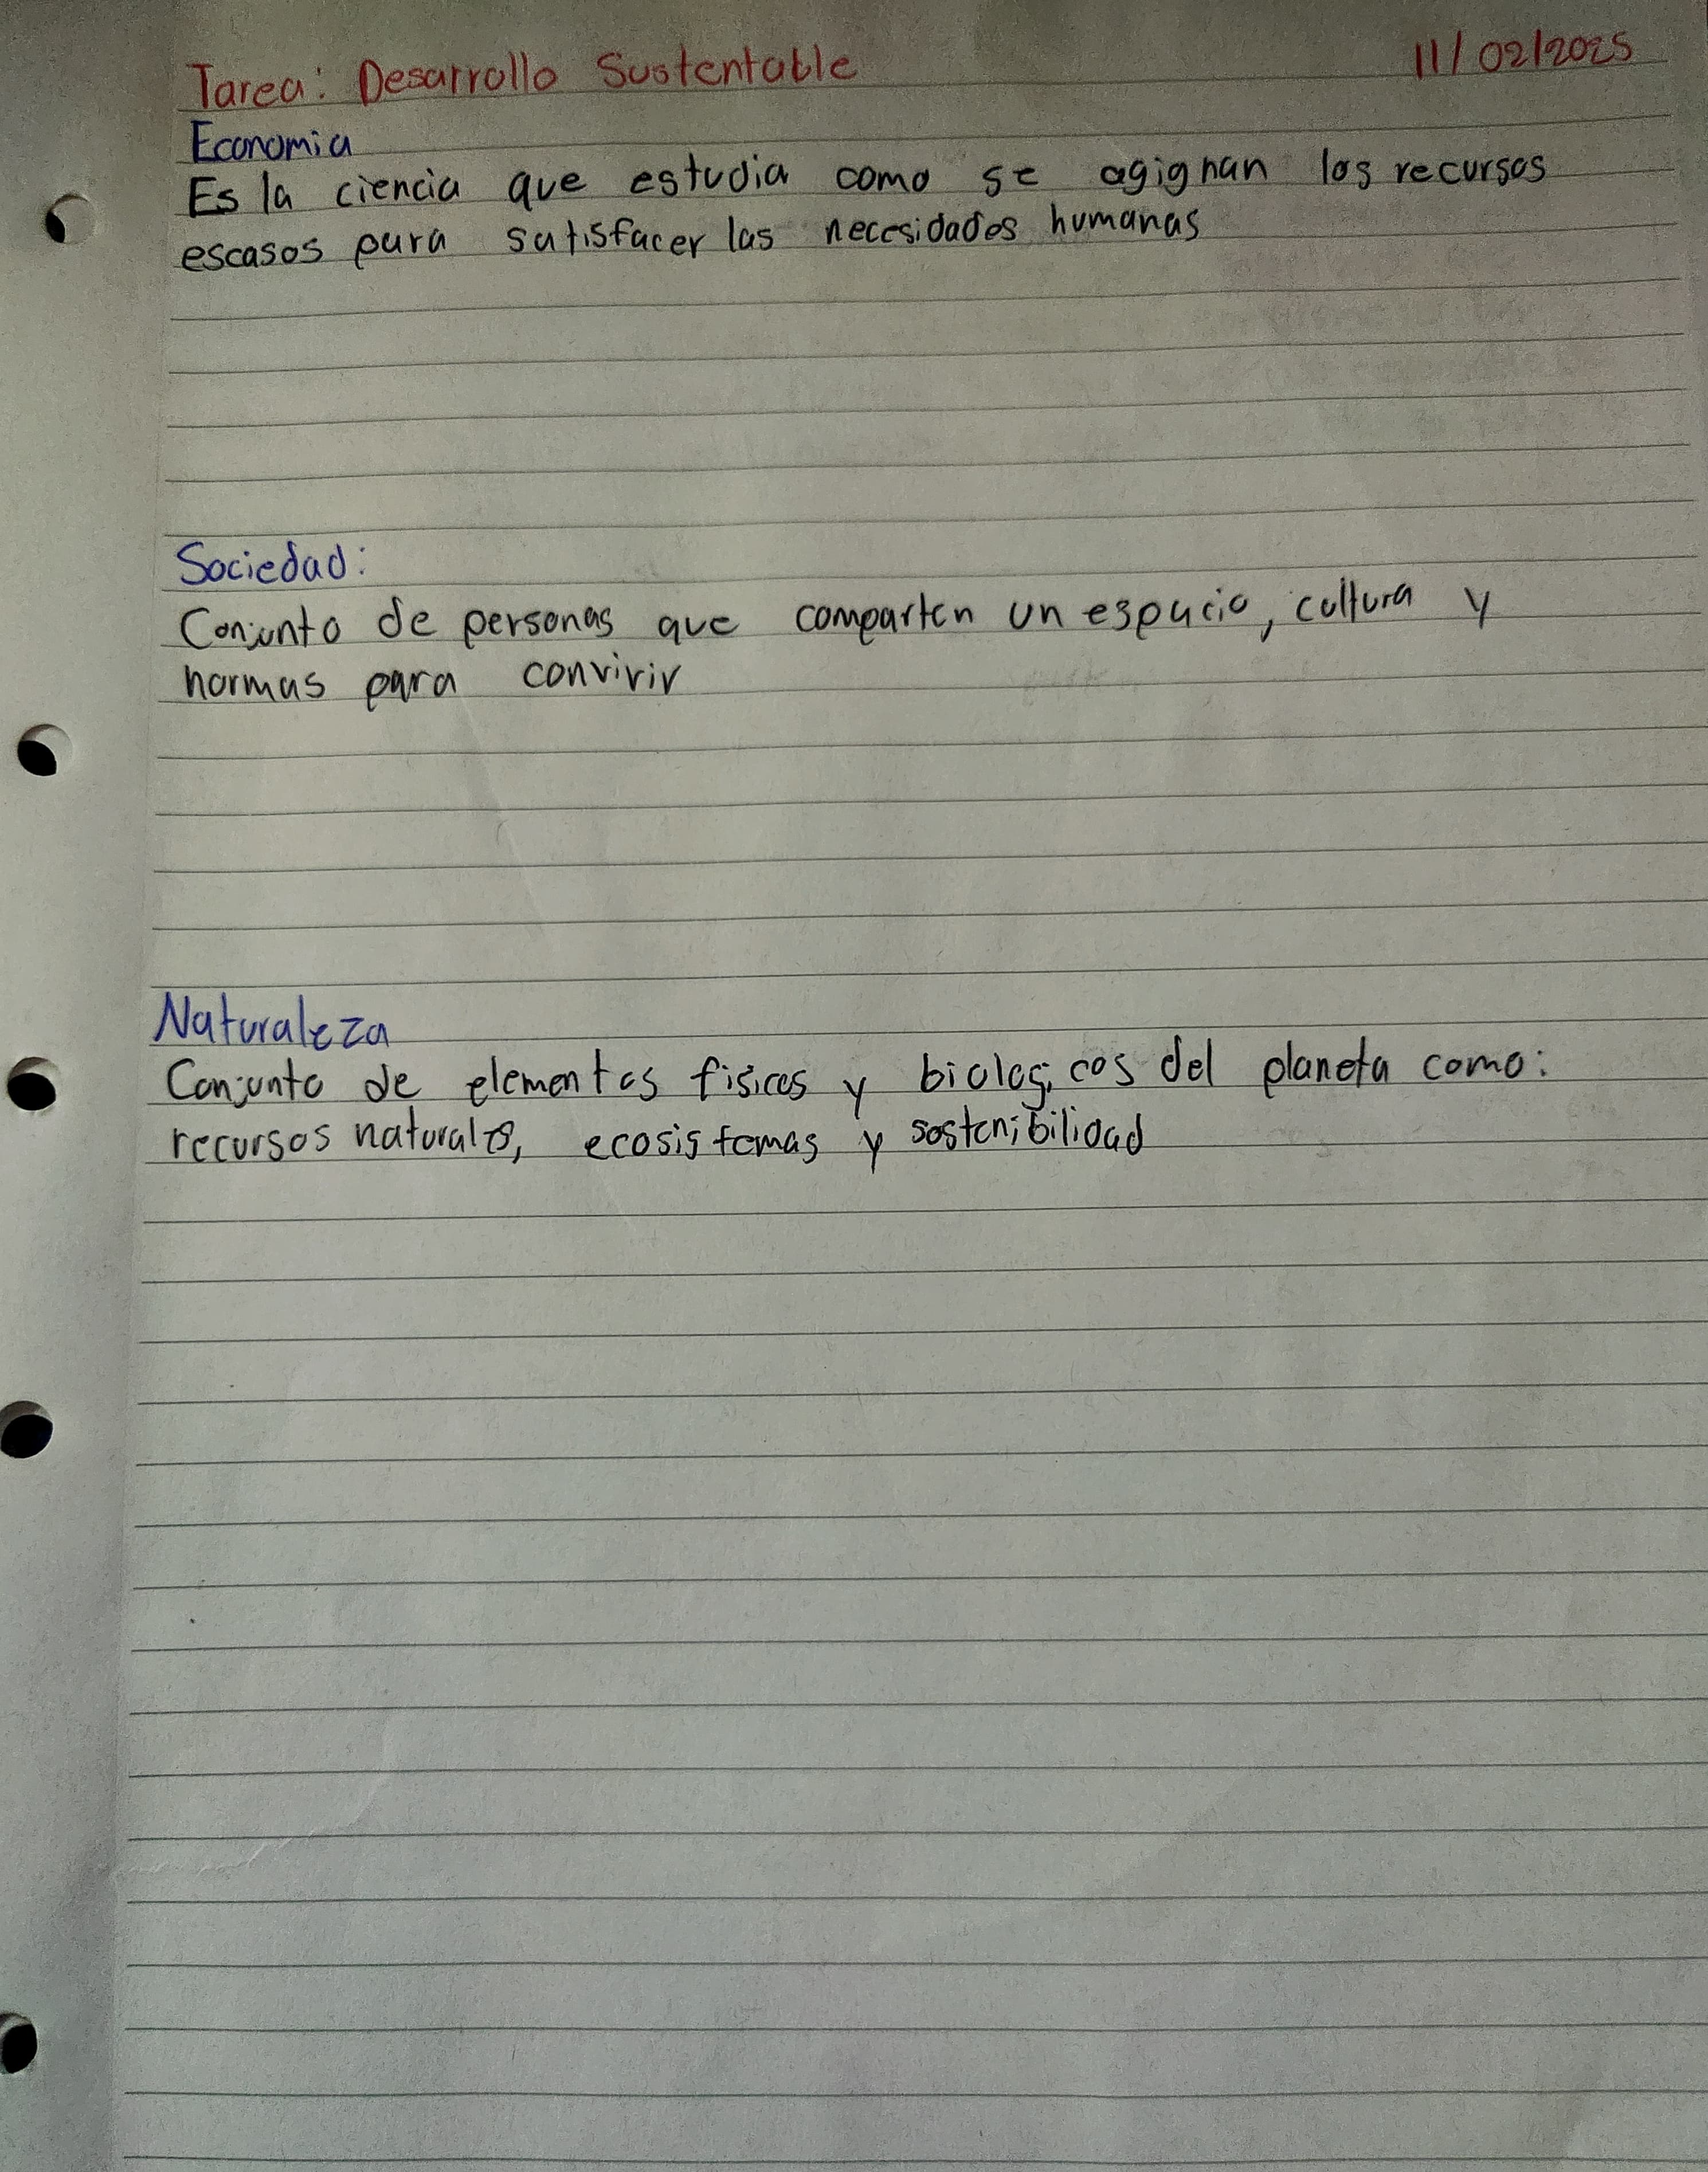 Tarea: Desarrollo Sustentable 11/02/2025
Economia
Es la ciencia que estudia como se asignan los recursos
escasos para satisfacer las necesidades humanas
Sociedad:
Conjunto de personas que comparten un espacio, cultura y
normas para convivir
Naturaleza
Conjunto de elementos fisicos y biologicos del planeta como:
recursos naturales, ecosistemas y sostenibilidad